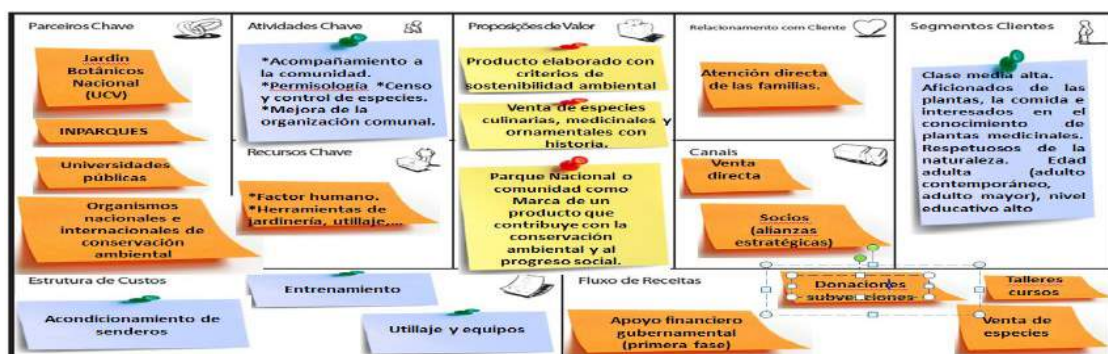 Parceiros Chave
Jardín
Botánicos
Nacional
(UCV)
INPARQUES
Universidades
públicas
Organismos
nacionales e
internacionales de
conservación
ambiental
Atividades Chave
*Acompañamiento a
la comunidad.
*Permisología *Censo
y control de especies.
*Mejora de la
organización comunal.
Recursos Chave
*Factor humano.
*Herramientas de
jardinería, utillaje,...
Proposições de Valor
Producto elaborado con
criterios de
sostenibilidad ambiental
Venta de especies
culinarias, medicinales y
ornamentales con
historia.
Parque Nacional o
comunidad como
Marca de un
producto que
contribuye con la
conservación
ambiental y al
progreso social.
Relacionamento com Cliente
Atención directa
de las familias.
Canais
Venta
directa
Socios
(alianzas
estratégicas)
Segmentos Clientes
Clase media alta.
Aficionados de las
plantas, la comida e
interesados en el
conocimiento de
plantas medicinales.
Respetuosos de la
naturaleza. Edad
adulta (adulto
contemporáneo,
adulto mayor), nivel
educativo alto
Estrutura de Custos
Acondicionamiento de
senderos
Entrenamiento
Utillaje y equipos
Fluxo de Receitas
Donaciones
subvenciones
Apoyo financiero
gubernamental
(primera fase)
Talleres
cursos
Venta de
especies